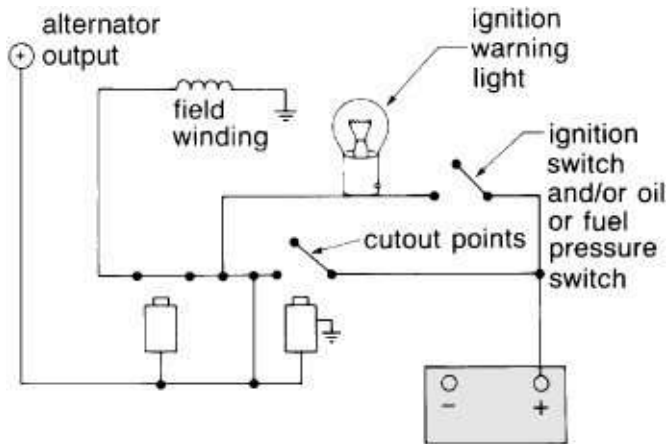 alternator
output
+
field
winding
ignition
warning
light
ignition
switch
and/or oil
or fuel
pressure
switch
cutout points
- +